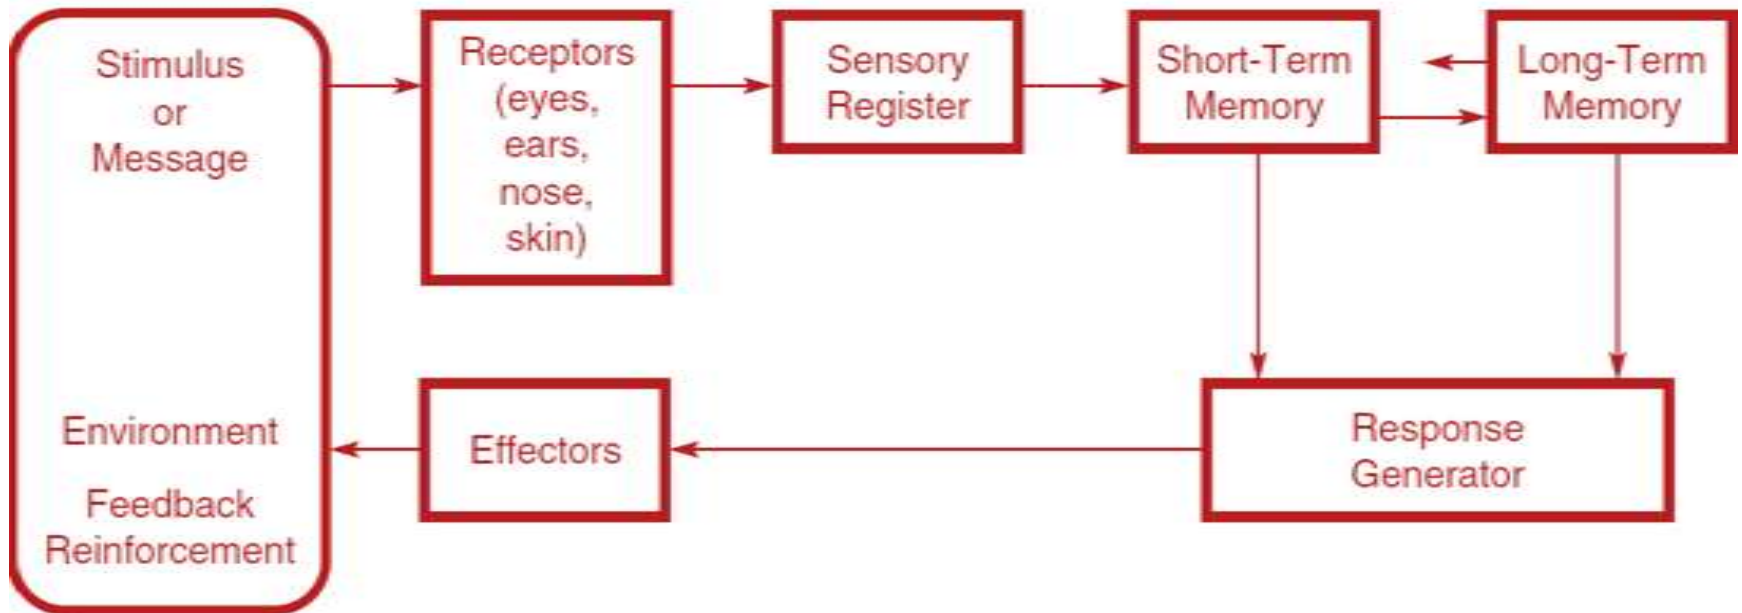 Stimulus
or
Message
Receptors
(eyes,
ears,
nose,
skin)
Sensory
Register
Short-Term
Memory
Long-Term
Memory
Environment
Feedback
Reinforcement
Effectors
Response
Generator